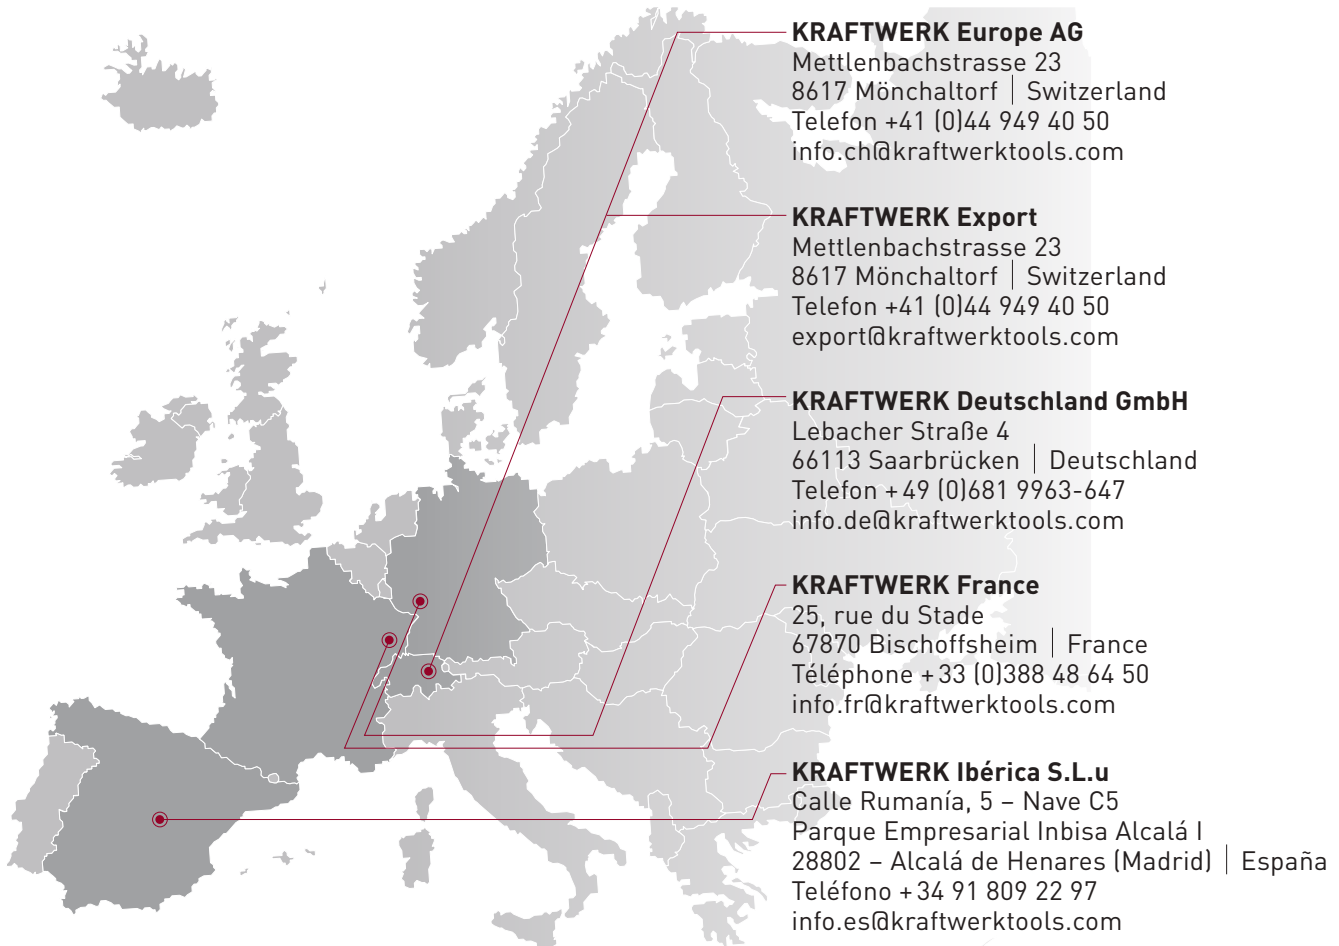 KRAFTWERK Europe AG
Mettlenbachstrasse 23
8617 Mönchaltorf | Switzerland
Telefon +41 (0)44 949 40 50
info.ch@kraftwerktools.com
KRAFTWERK Export
Mettlenbachstrasse 23
8617 Mönchaltorf | Switzerland
Telefon +41 (0)44 949 40 50
export@kraftwerktools.com
KRAFTWERK Deutschland GmbH
Lebacher Straße 4
66113 Saarbrücken | Deutschland
Telefon +49 (0)681 9963-647
info.de@kraftwerktools.com
KRAFTWERK France
25, rue du Stade
67870 Bischoffsheim | France
Téléphone +33 (0)388 48 64 50
info.fr@kraftwerktools.com
KRAFTWERK Ibérica S.L.u
Calle Rumanía, 5 – Nave C5
Parque Empresarial Inbisa Alcalá I
28802 – Alcalá de Henares (Madrid) | España
Teléfono +34 91 809 22 97
info.es@kraftwerktools.com